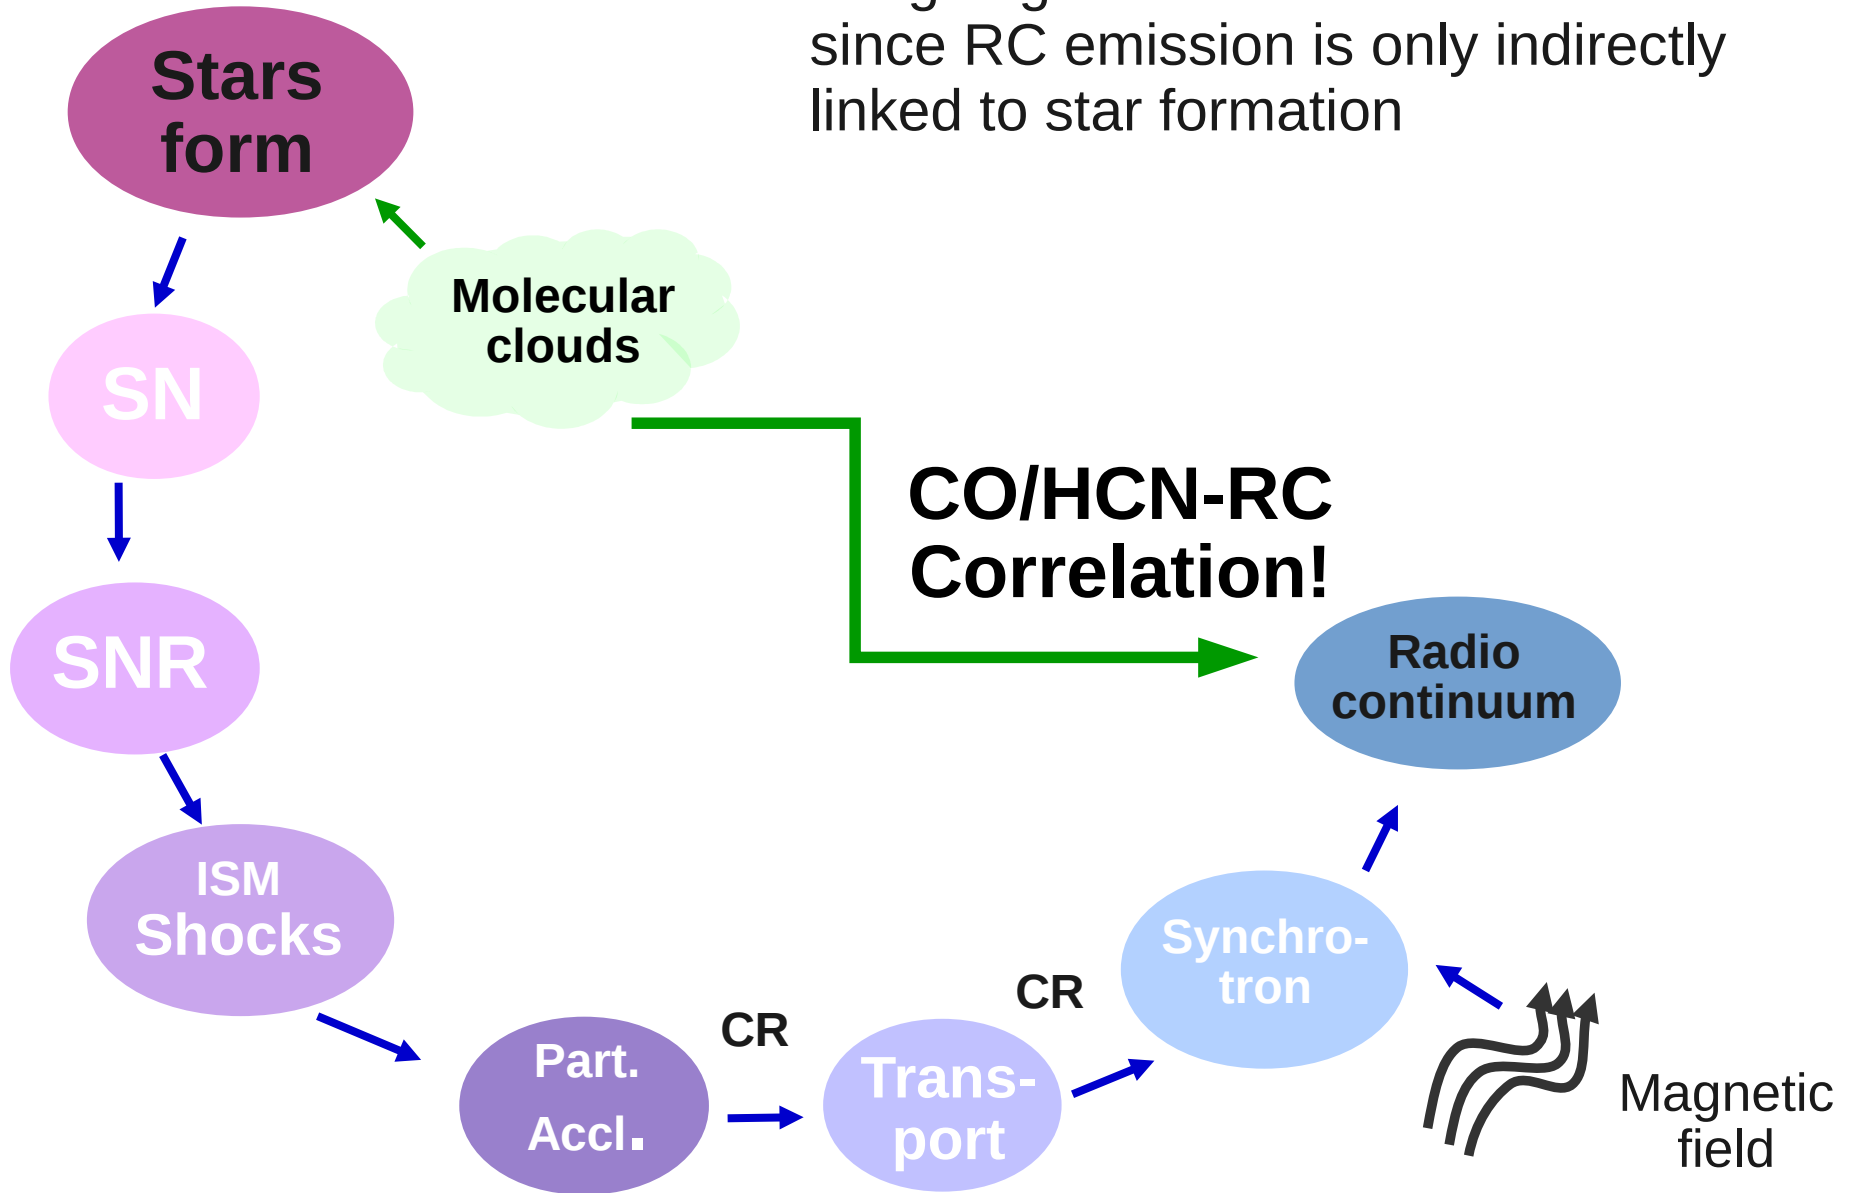 since RC emission is only indirectly
linked to star formation
Stars
form
Molecular
clouds
SN
CO/HCN-RC
Correlation!
SNR
Radio
continuum
ISM
Shocks
Synchro-
tron
CR
CR
Part.
Accl.
Trans-
port
Magnetic
field